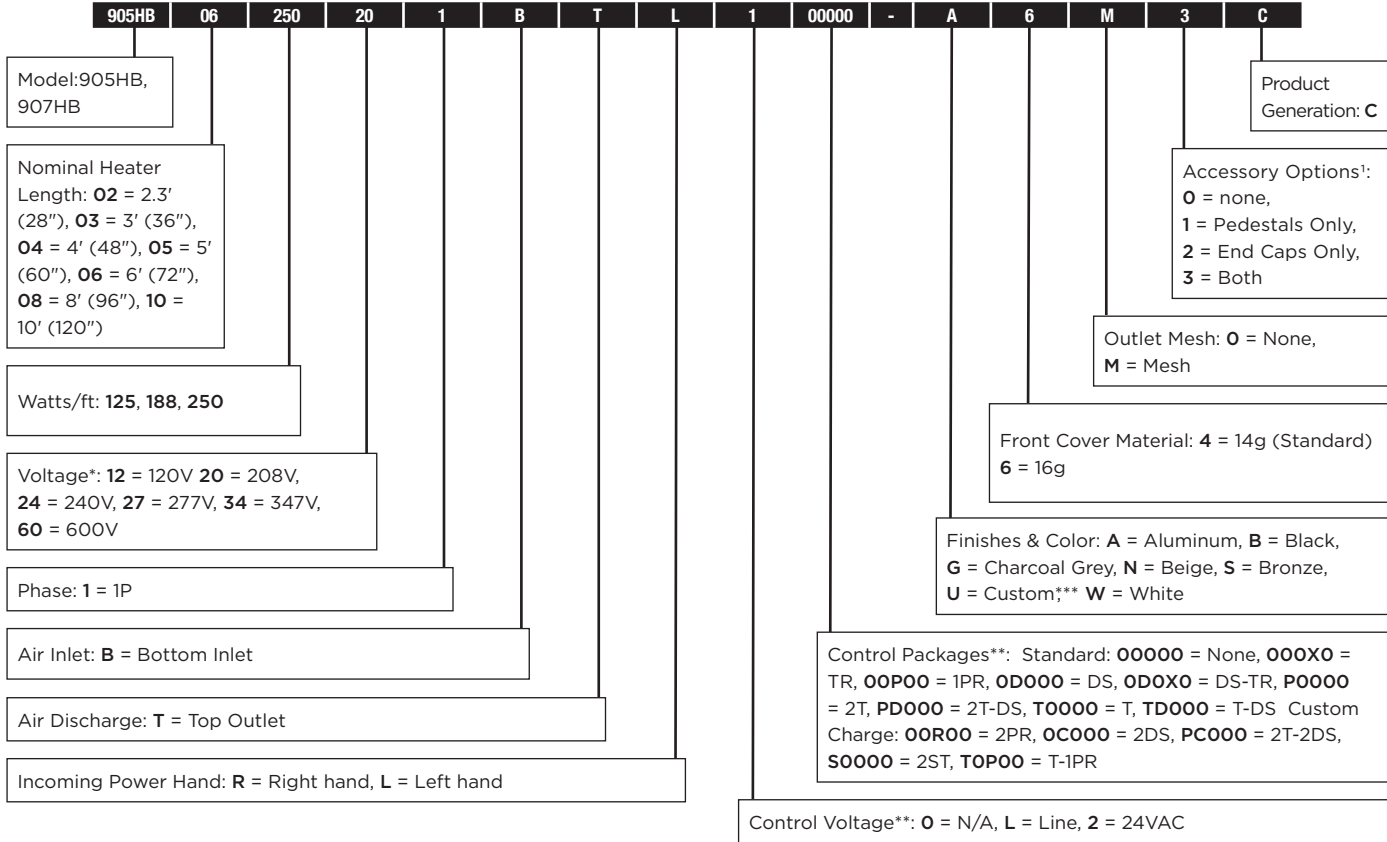 905HB 06 250 20 1 B T L 1 00000 - A 6 M 3 C
Model:905HB,
907HB
Nominal Heater
Length: 02 = 2.3'
(28"), 03 = 3' (36"),
04 = 4' (48"), 05 = 5'
(60"), 06 = 6' (72"),
08 = 8' (96"), 10 =
10' (120")
Watts/ft: 125, 188, 250
Voltage*: 12 = 120V 20 = 208V,
24 = 240V, 27 = 277V, 34 = 347V,
60 = 600V
Phase: 1 = 1P
Air Inlet: B = Bottom Inlet
Air Discharge: T = Top Outlet
Incoming Power Hand: R = Right hand, L = Left hand
Product
Generation: C
Accessory Options¹:
0 = none,
1 = Pedestals Only,
2 = End Caps Only,
3 = Both
Outlet Mesh: 0 = None,
M = Mesh
Front Cover Material: 4 = 14g (Standard)
6 = 16g
Finishes & Color: A = Aluminum, B = Black,
G = Charcoal Grey, N = Beige, S = Bronze,
U = Custom,*** W = White
Control Packages**: Standard: 00000 = None, 000X0 =
TR, 00P00 = 1PR, 0D000 = DS, 0D0X0 = DS-TR, P0000
= 2T, PD000 = 2T-DS, T0000 = T, TD000 = T-DS Custom
Charge: 00R00 = 2PR, 0C000 = 2DS, PC000 = 2T-2DS,
S0000 = 2ST, T0P00 = T-1PR
Control Voltage**: 0 = N/A, L = Line, 2 = 24VAC